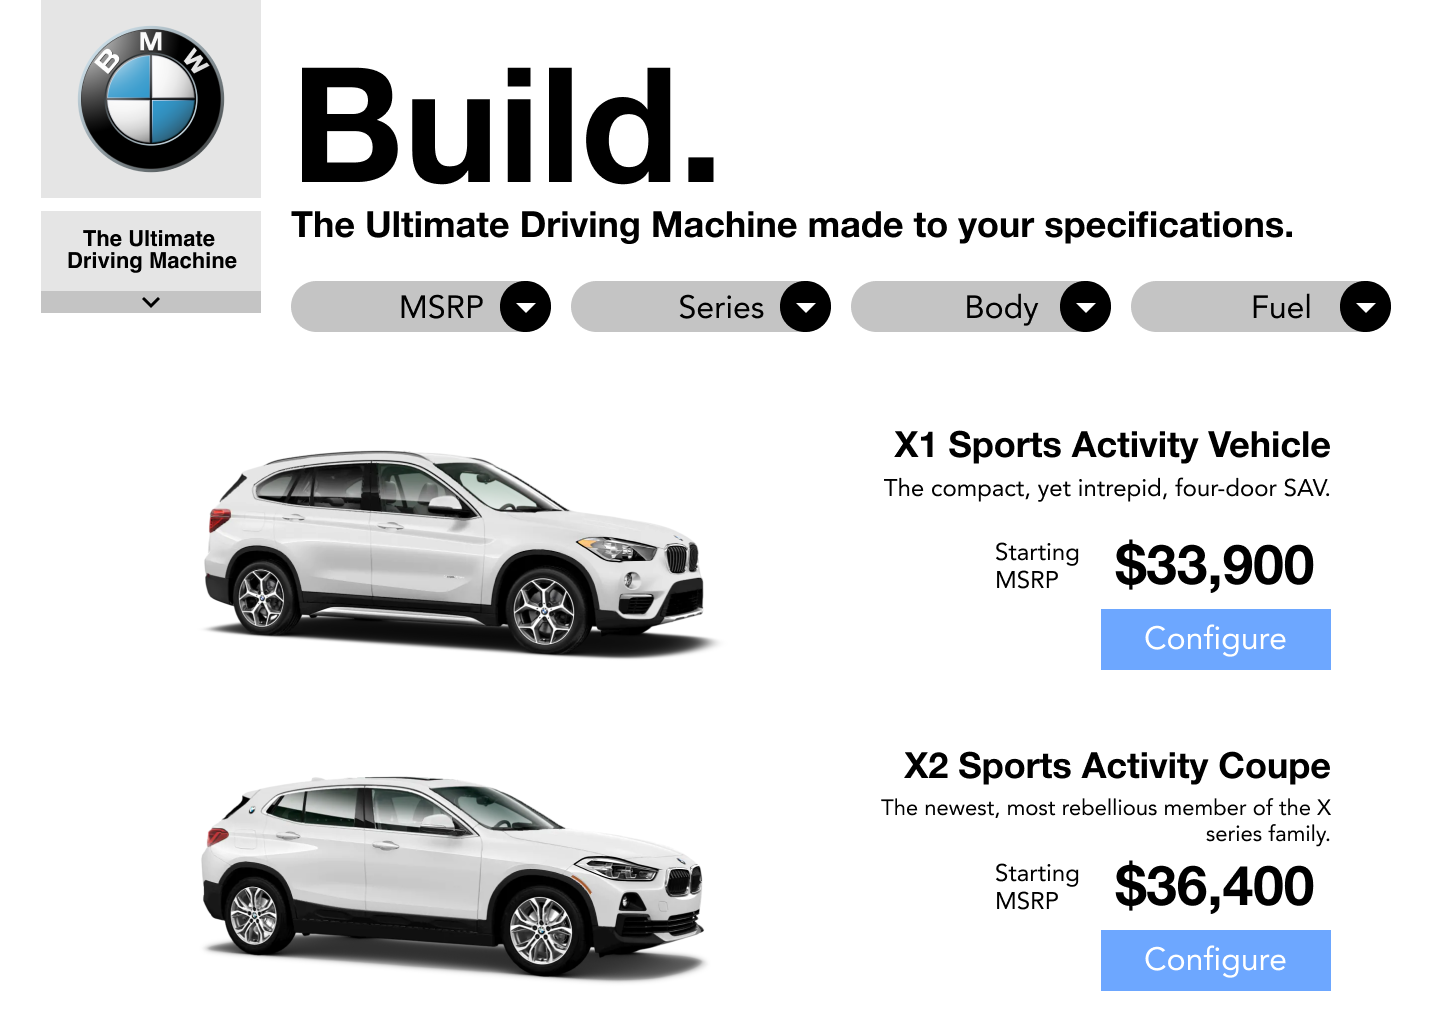 BMW
Build.
The Ultimate Driving Machine made to your specifications.
The Ultimate
Driving Machine
MSRP
Series
Body
Fuel
X1 Sports Activity Vehicle
The compact, yet intrepid, four-door SAV.
Starting
MSRP
$33,900
Configure
X2 Sports Activity Coupe
The newest, most rebellious member of the X
series family.
Starting
MSRP
$36,400
Configure